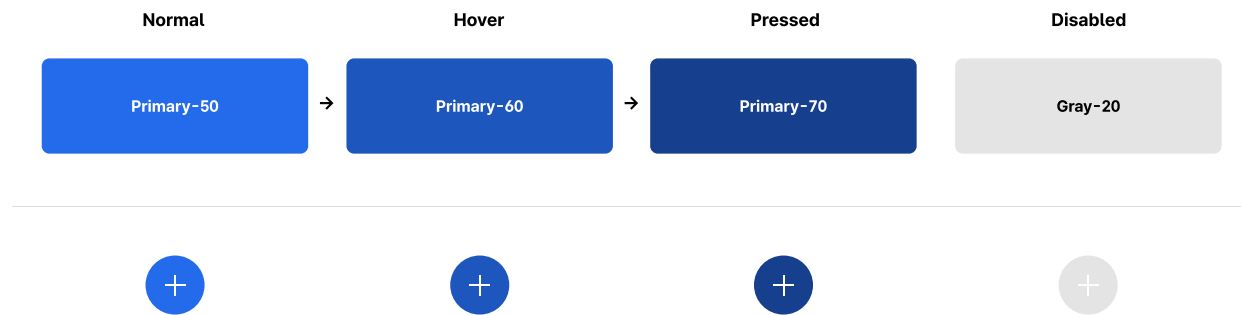 Normal
Hover
Pressed
Disabled
Primary-50
→
Primary-60
→
Primary-70
Gray-20